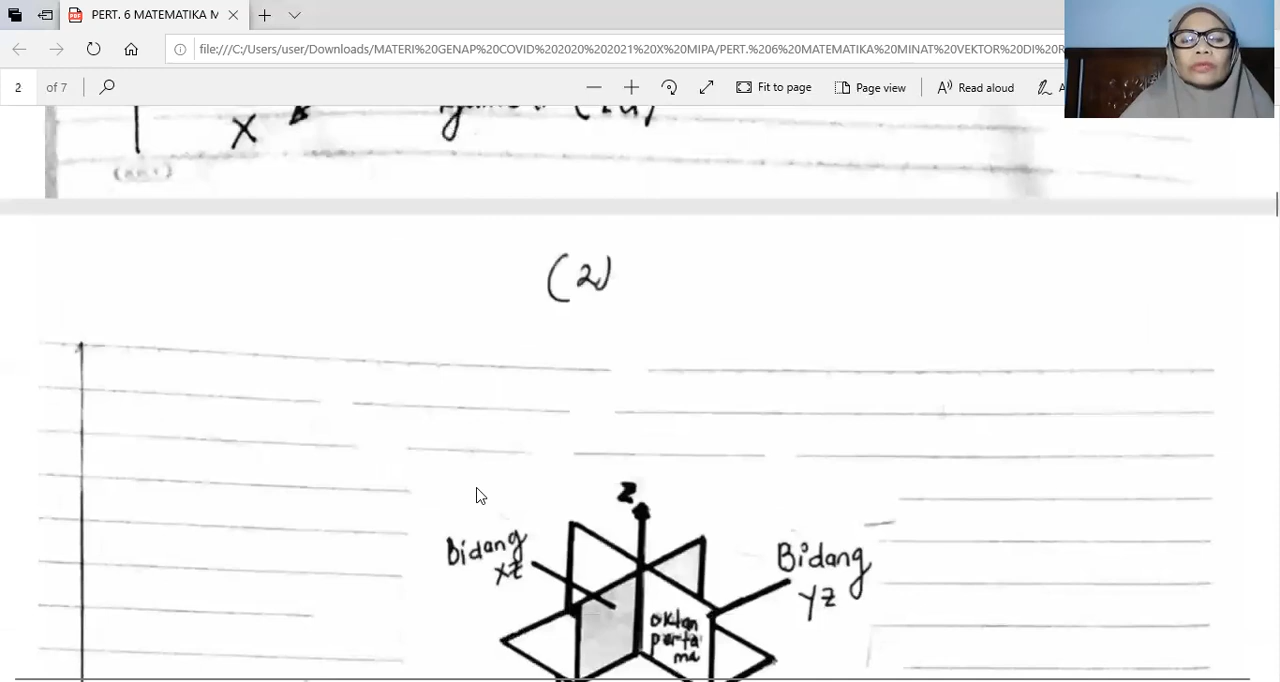 PERT. 6 MATEMATIKA M
file:///C:/Users/user/Downloads/MATERI%20GENAP%20COVID%202020%202021%20X%20MIPA/PERT.%206%20MATEMATIKA%20MINAT%20VEKTOR%20DI%20R
2 of 7
Fit to page
Page view
Read aloud
X
(2)
Z
Bidang
xz
Bidang
yz
oktan
perta
ma